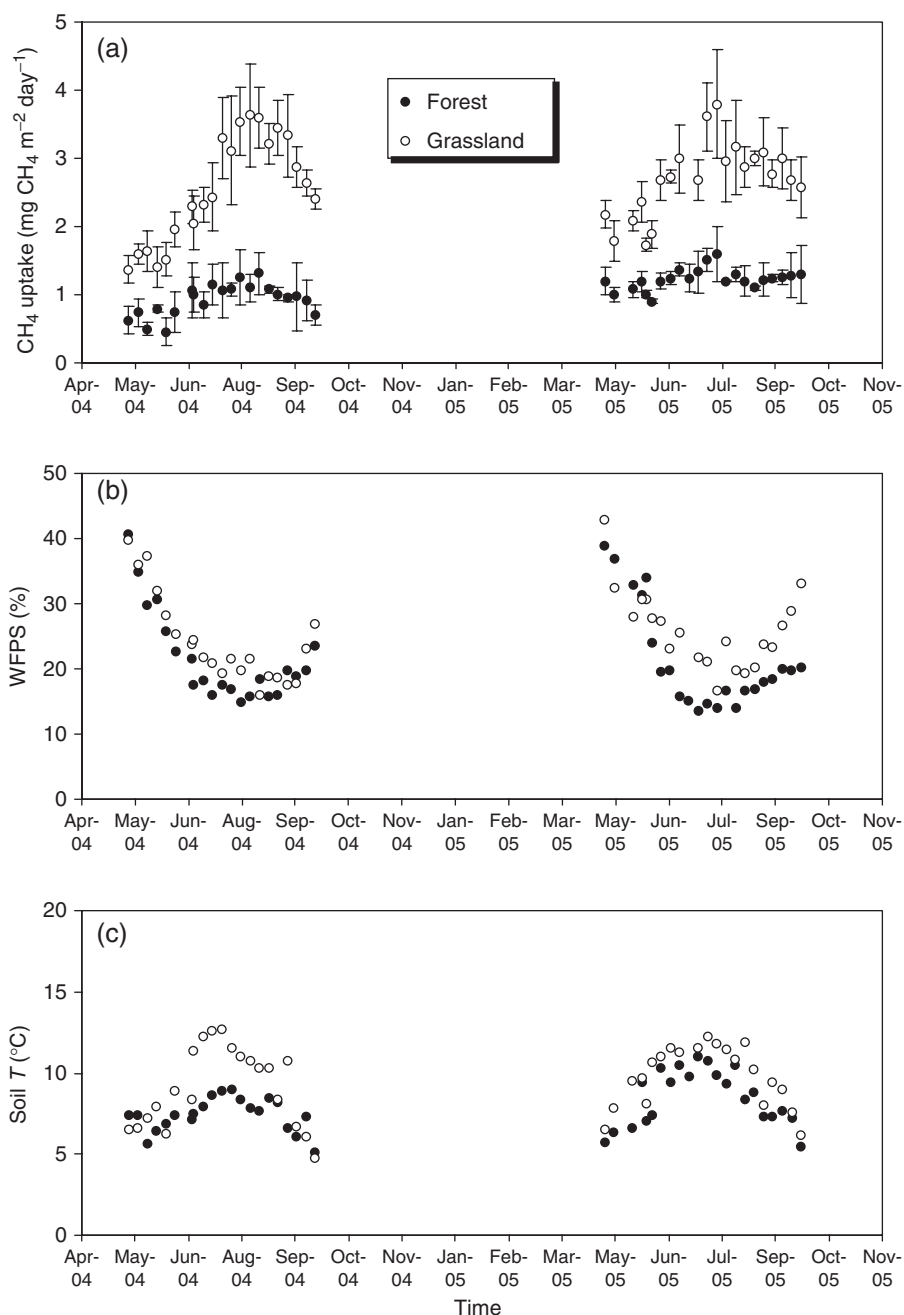 (a)
CH4 uptake (mg CH4 m−2 day−1)
5
4
3
2
1
0
Forest
Grassland
Apr-04 May-04 Jun-04 Aug-04 Sep-04 Oct-04 Nov-04 Jan-05 Feb-05 Mar-05 May-05 Jun-05 Jul-05 Sep-05 Oct-05 Nov-05
(b)
WFPS (%)
50
40
30
20
10
0
Apr-04 May-04 Jun-04 Aug-04 Sep-04 Oct-04 Nov-04 Jan-05 Feb-05 Mar-05 May-05 Jun-05 Jul-05 Sep-05 Oct-05 Nov-05
(c)
Soil T (°C)
20
15
10
5
0
Apr-04 May-04 Jun-04 Aug-04 Sep-04 Oct-04 Nov-04 Jan-05 Feb-05 Mar-05 May-05 Jun-05 Jul-05 Sep-05 Oct-05 Nov-05
Time